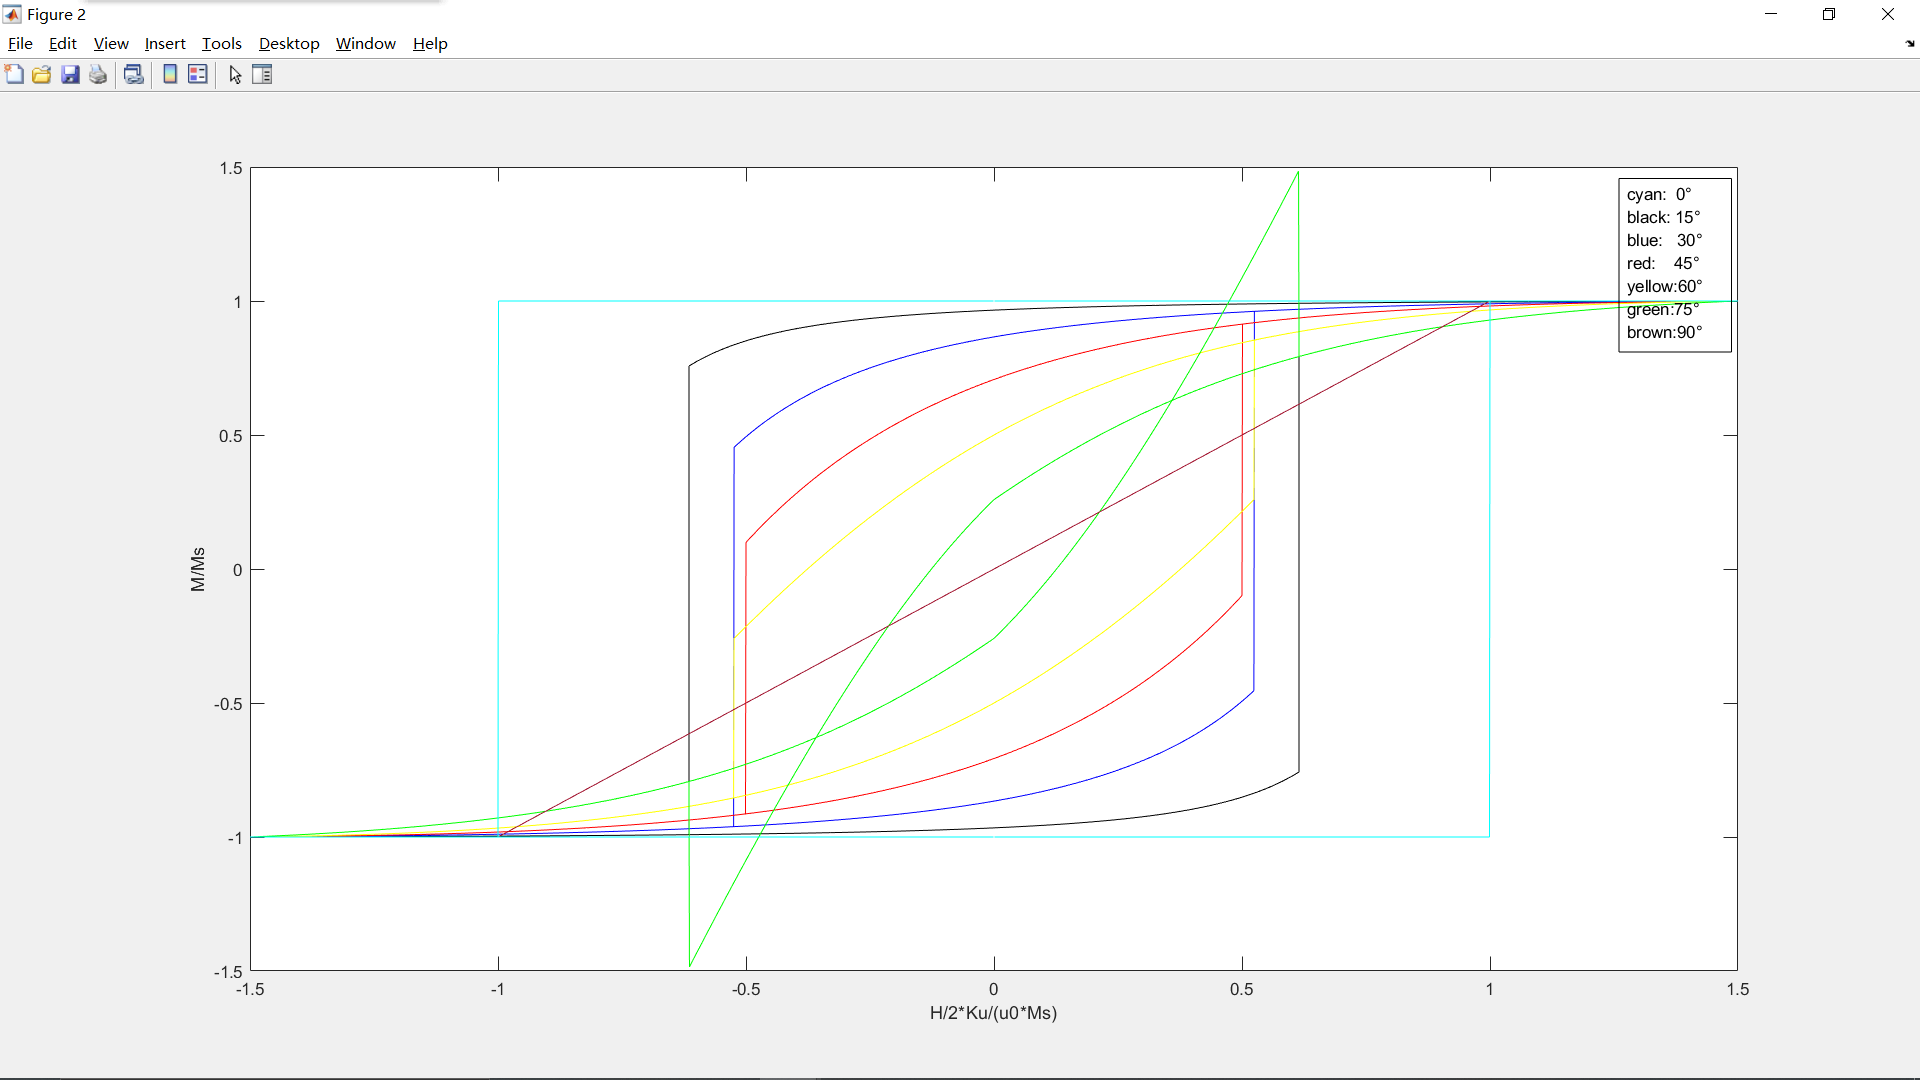 Figure 2
File Edit View Insert Tools Desktop Window Help
1.5
1
0.5
0
-0.5
-1
-1.5
M/Ms
-1.5 -1 -0.5 0 0.5 1 1.5
H/2*Ku/(u0*Ms)
cyan: 0°
black: 15°
blue: 30°
red: 45°
yellow:60°
green:75°
brown:90°